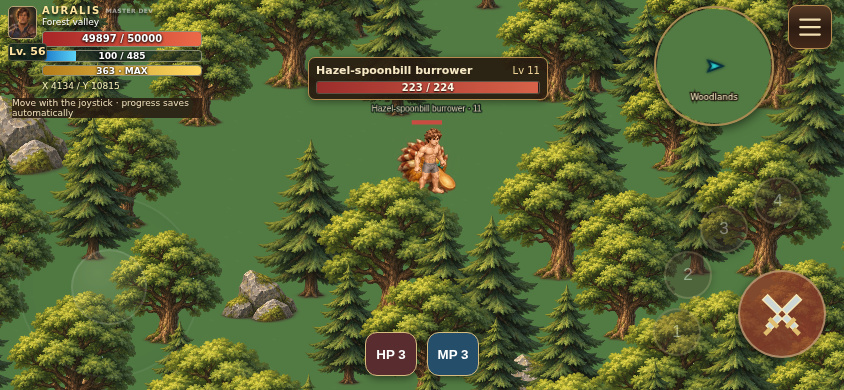 AURALIS MASTER DEV
Forest valley
49897 / 50000
Lv. 56
100 / 485
363 · MAX
X 4134 / Y 10815
Move with the joystick · progress saves
automatically
Hazel-spoonbill burrower Lv 11
223 / 224
Hazel-spoonbill burrower · 11
Woodlands
4
3
2
1
HP 3
MP 3